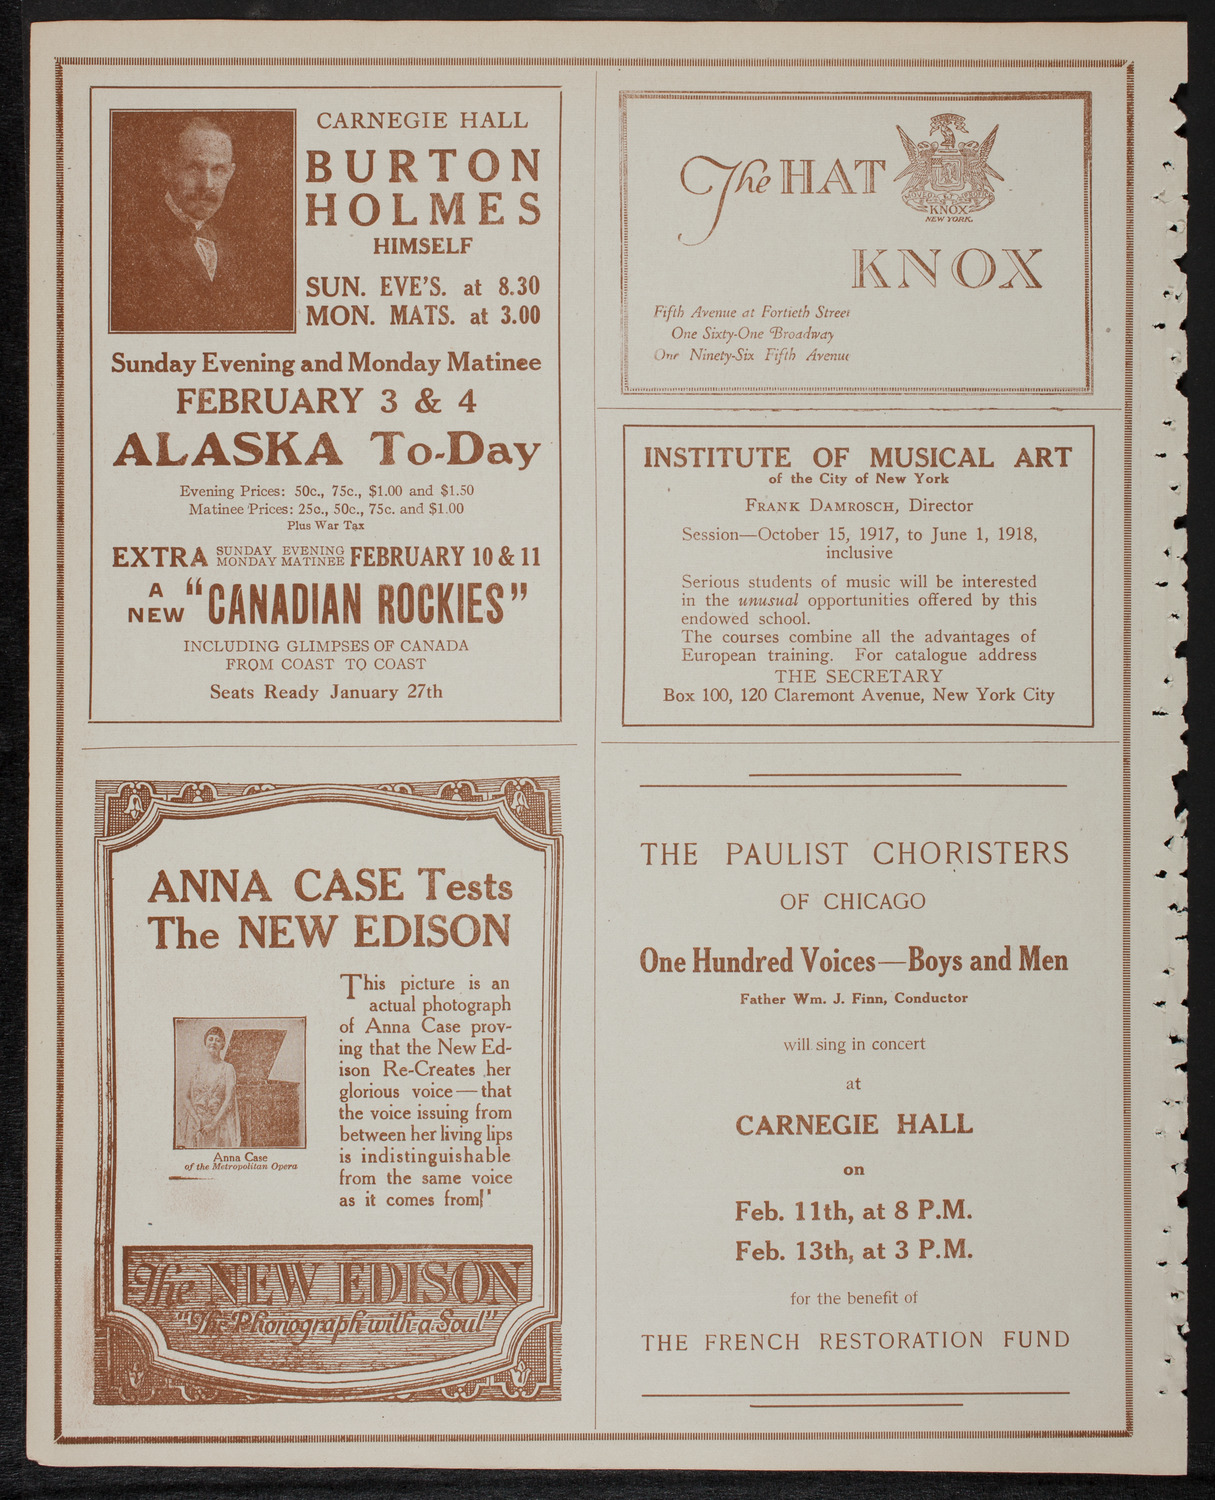 CARNEGIE HALL
BURTON
HOLMES
HIMSELF
SUN. EVE'S. at 8.30
MON. MATS. at 3.00
Sunday Evening and Monday Matinee
FEBRUARY 3 & 4
ALASKA To-Day
Evening Prices: 50c., 75c., $1.00 and $1.50
Matinee Prices: 25c., 50c., 75c. and $1.00
Plus War Tax
EXTRA SUNDAY EVENING MONDAY MATINEE FEBRUARY 10 & 11
A NEW "CANADIAN ROCKIES"
INCLUDING GLIMPSES OF CANADA
FROM COAST TO COAST
Seats Ready January 27th
The HAT
KNOX
NEW YORK.
KNOX
Fifth Avenue at Fortieth Street
One Sixty-One Broadway
One Ninety-Six Fifth Avenue
INSTITUTE OF MUSICAL ART
of the City of New York
FRANK DAMROSCH, Director
Session—October 15, 1917, to June 1, 1918,
inclusive
Serious students of music will be interested
in the unusual opportunities offered by this
endowed school.
The courses combine all the advantages of
European training. For catalogue address
THE SECRETARY
Box 100, 120 Claremont Avenue, New York City
ANNA CASE Tests
The NEW EDISON
This picture is an
actual photograph
of Anna Case prov-
ing that the New Ed-
ison Re-Creates her
glorious voice—that
the voice issuing from
between her living lips
is indistinguishable
from the same voice
as it comes from
Anna Case
of the Metropolitan Opera
The NEW EDISON
"The Phonograph with a Soul"
THE PAULIST CHORISTERS
OF CHICAGO
One Hundred Voices—Boys and Men
Father Wm. J. Finn, Conductor
will sing in concert
at
CARNEGIE HALL
on
Feb. 11th, at 8 P.M.
Feb. 13th, at 3 P.M.
for the benefit of
THE FRENCH RESTORATION FUND